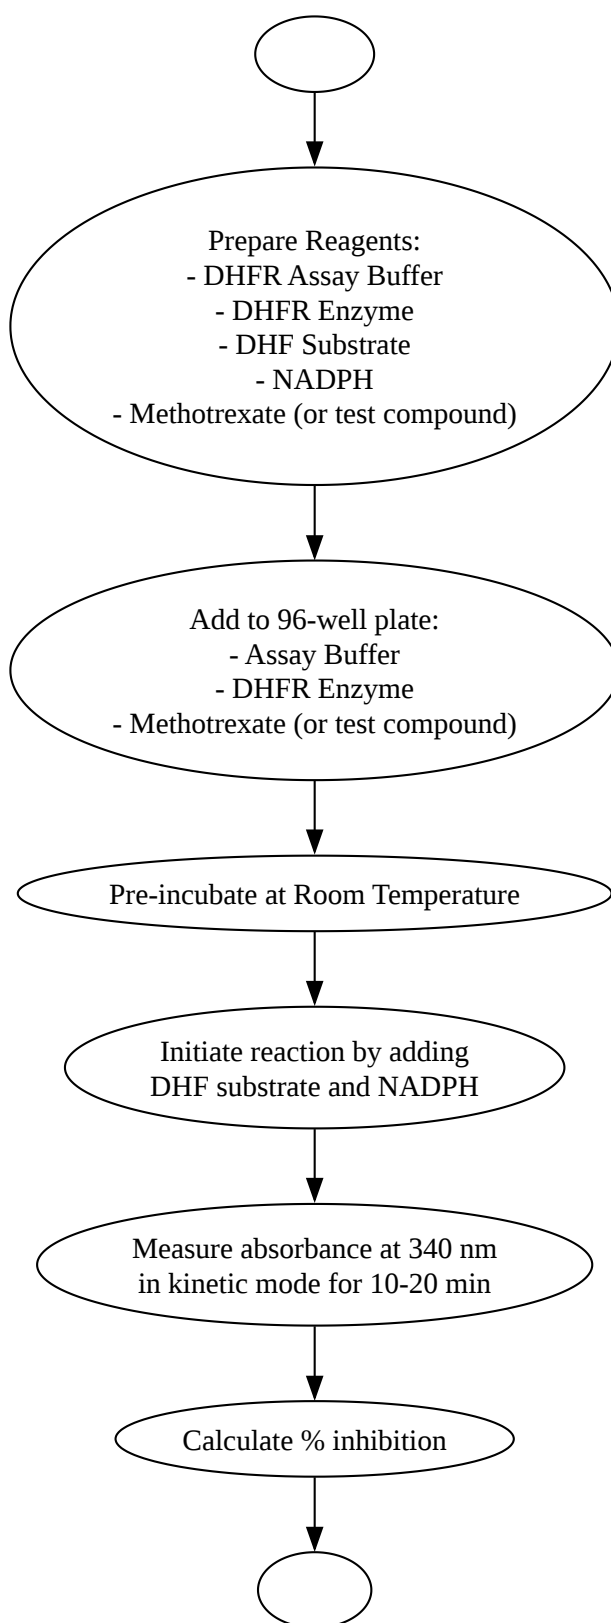 Prepare Reagents:
- DHFR Assay Buffer
- DHFR Enzyme
- DHF Substrate
- NADPH
- Methotrexate (or test compound)
Add to 96-well plate:
- Assay Buffer
- DHFR Enzyme
- Methotrexate (or test compound)
Pre-incubate at Room Temperature
Initiate reaction by adding
DHF substrate and NADPH
Measure absorbance at 340 nm
in kinetic mode for 10-20 min
Calculate % inhibition